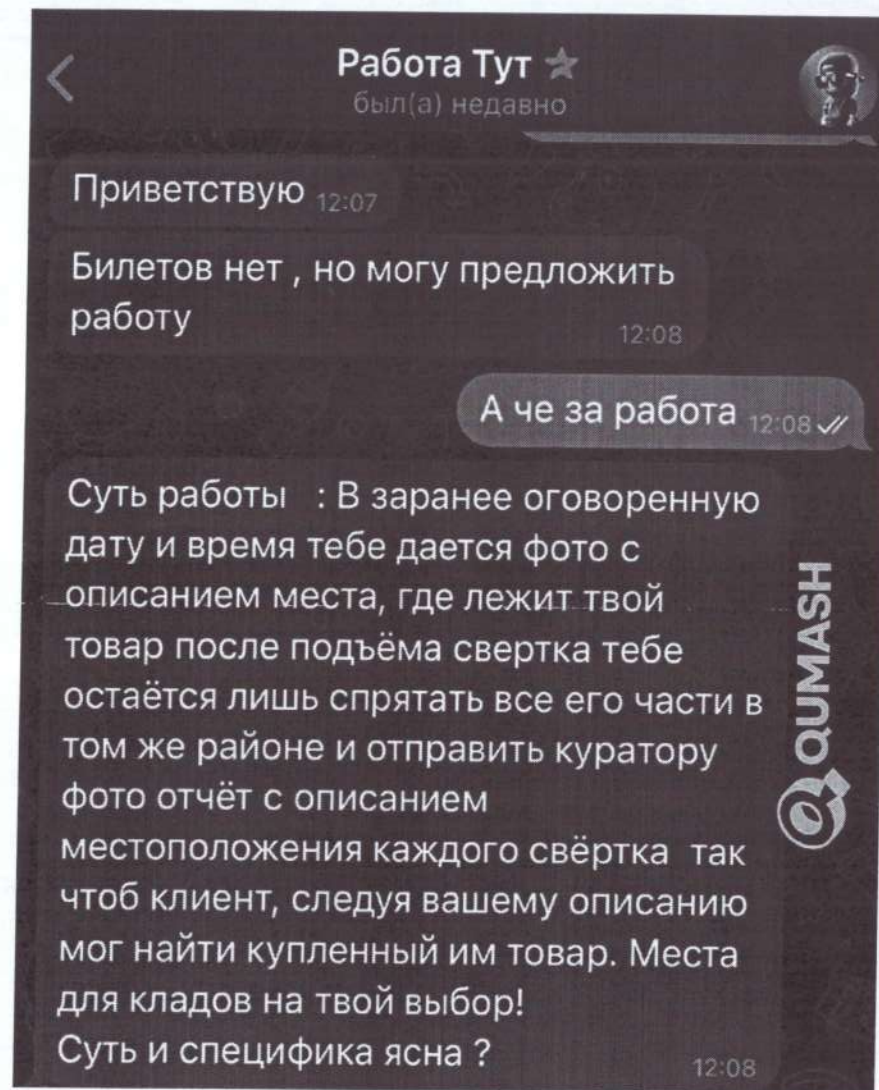 Работа Тут
был(а) недавно
Приветствую 12:07
Билетов нет , но могу предложить
работу 12:08
А че за работа 12:08
Суть работы : В заранее оговоренную
дату и время тебе дается фото с
описанием места, где лежит твой
товар после подъёма свертка тебе
остаётся лишь спрятать все его части в
том же районе и отправить куратору
фото отчёт с описанием
местоположения каждого свёртка так
чтоб клиент, следуя вашему описанию
мог найти купленный им товар. Места
для кладов на твой выбор!
Суть и специфика ясна ? 12:08
QUMASH